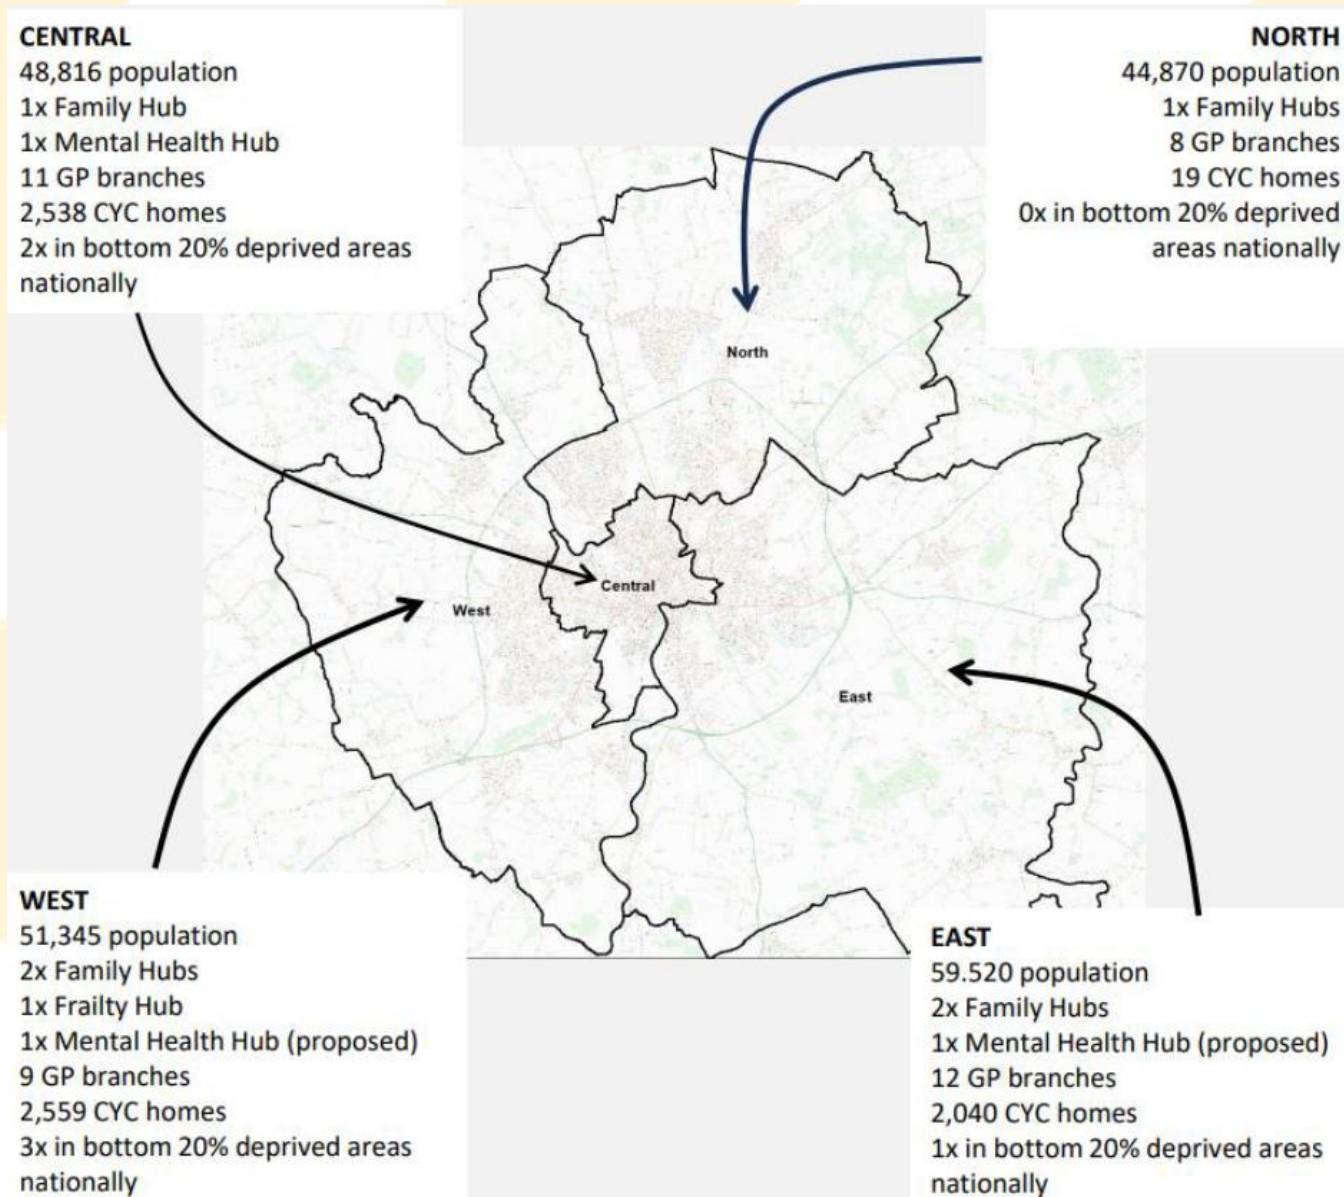 CENTRAL
48,816 population
1x Family Hub
1x Mental Health Hub
11 GP branches
2,538 CYC homes
2x in bottom 20% deprived areas
nationally
NORTH
44,870 population
1x Family Hubs
8 GP branches
19 CYC homes
0x in bottom 20% deprived
areas nationally
North
Central
West
East
WEST
51,345 population
2x Family Hubs
1x Frailty Hub
1x Mental Health Hub (proposed)
9 GP branches
2,559 CYC homes
3x in bottom 20% deprived areas
nationally
EAST
59.520 population
2x Family Hubs
1x Mental Health Hub (proposed)
12 GP branches
2,040 CYC homes
1x in bottom 20% deprived areas
nationally